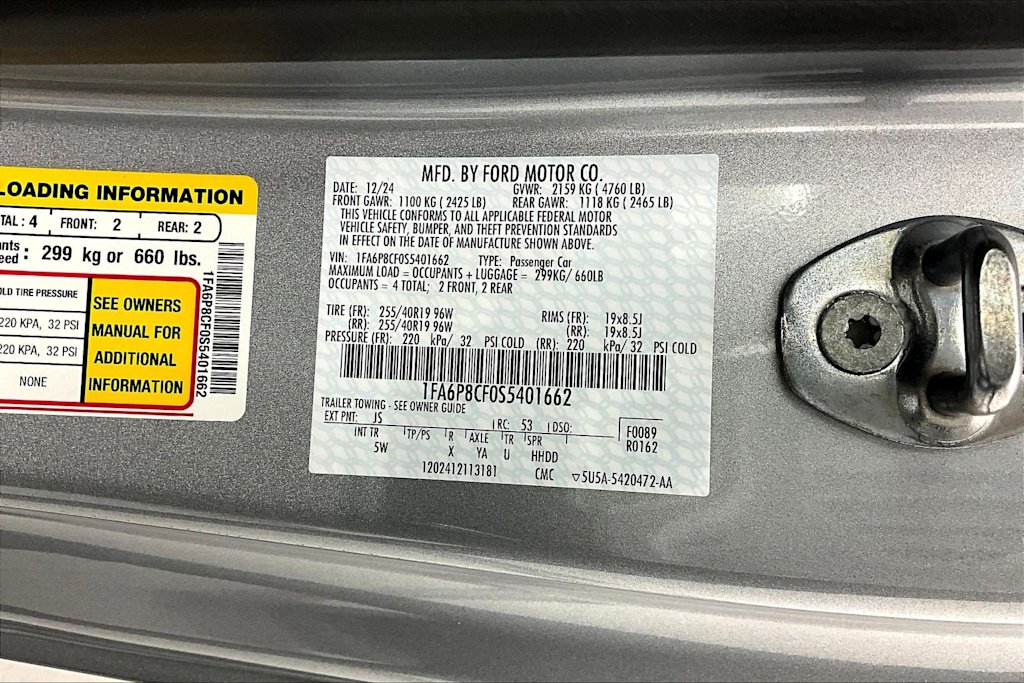 LOADING INFORMATION
TAL : 4 FRONT: 2 REAR: 2
299 kg or 660 lbs.
OLD TIRE PRESSURE
220 KPA, 32 PSI
220 KPA, 32 PSI
NONE
SEE OWNERS
MANUAL FOR
ADDITIONAL
INFORMATION
1FA6P8CF0S5401662
MFD. BY FORD MOTOR CO.
DATE: 12/24 GVWR: 2159 KG ( 4760 LB)
FRONT GAWR: 1100 KG ( 2425 LB) REAR GAWR: 1118 KG ( 2465 LB)
THIS VEHICLE CONFORMS TO ALL APPLICABLE FEDERAL MOTOR
VEHICLE SAFETY, BUMPER, AND THEFT PREVENTION STANDARDS
IN EFFECT ON THE DATE OF MANUFACTURE SHOWN ABOVE.
VIN: 1FA6P8CF0S5401662 TYPE: Passenger Car
MAXIMUM LOAD = OCCUPANTS + LUGGAGE = 299KG/ 660LB
OCCUPANTS = 4 TOTAL; 2 FRONT, 2 REAR
TIRE (FR): 255/40R19 96W RIMS (FR): 19x8.5J
(RR): 255/40R19 96W (RR): 19x8.5J
PRESSURE (FR): 220 kPa/ 32 PSI COLD (RR): 220 kPa/ 32 PSI COLD
1FA6P8CF0S5401662
TRAILER TOWING - SEE OWNER GUIDE
EXT PNT: JS RC: 53 DSO: F0089
INT TR TP/PS R AXLE TR SPR R0162
5W X YA U HHDD
1202412113181 CMC 5U5A-5420472-AA